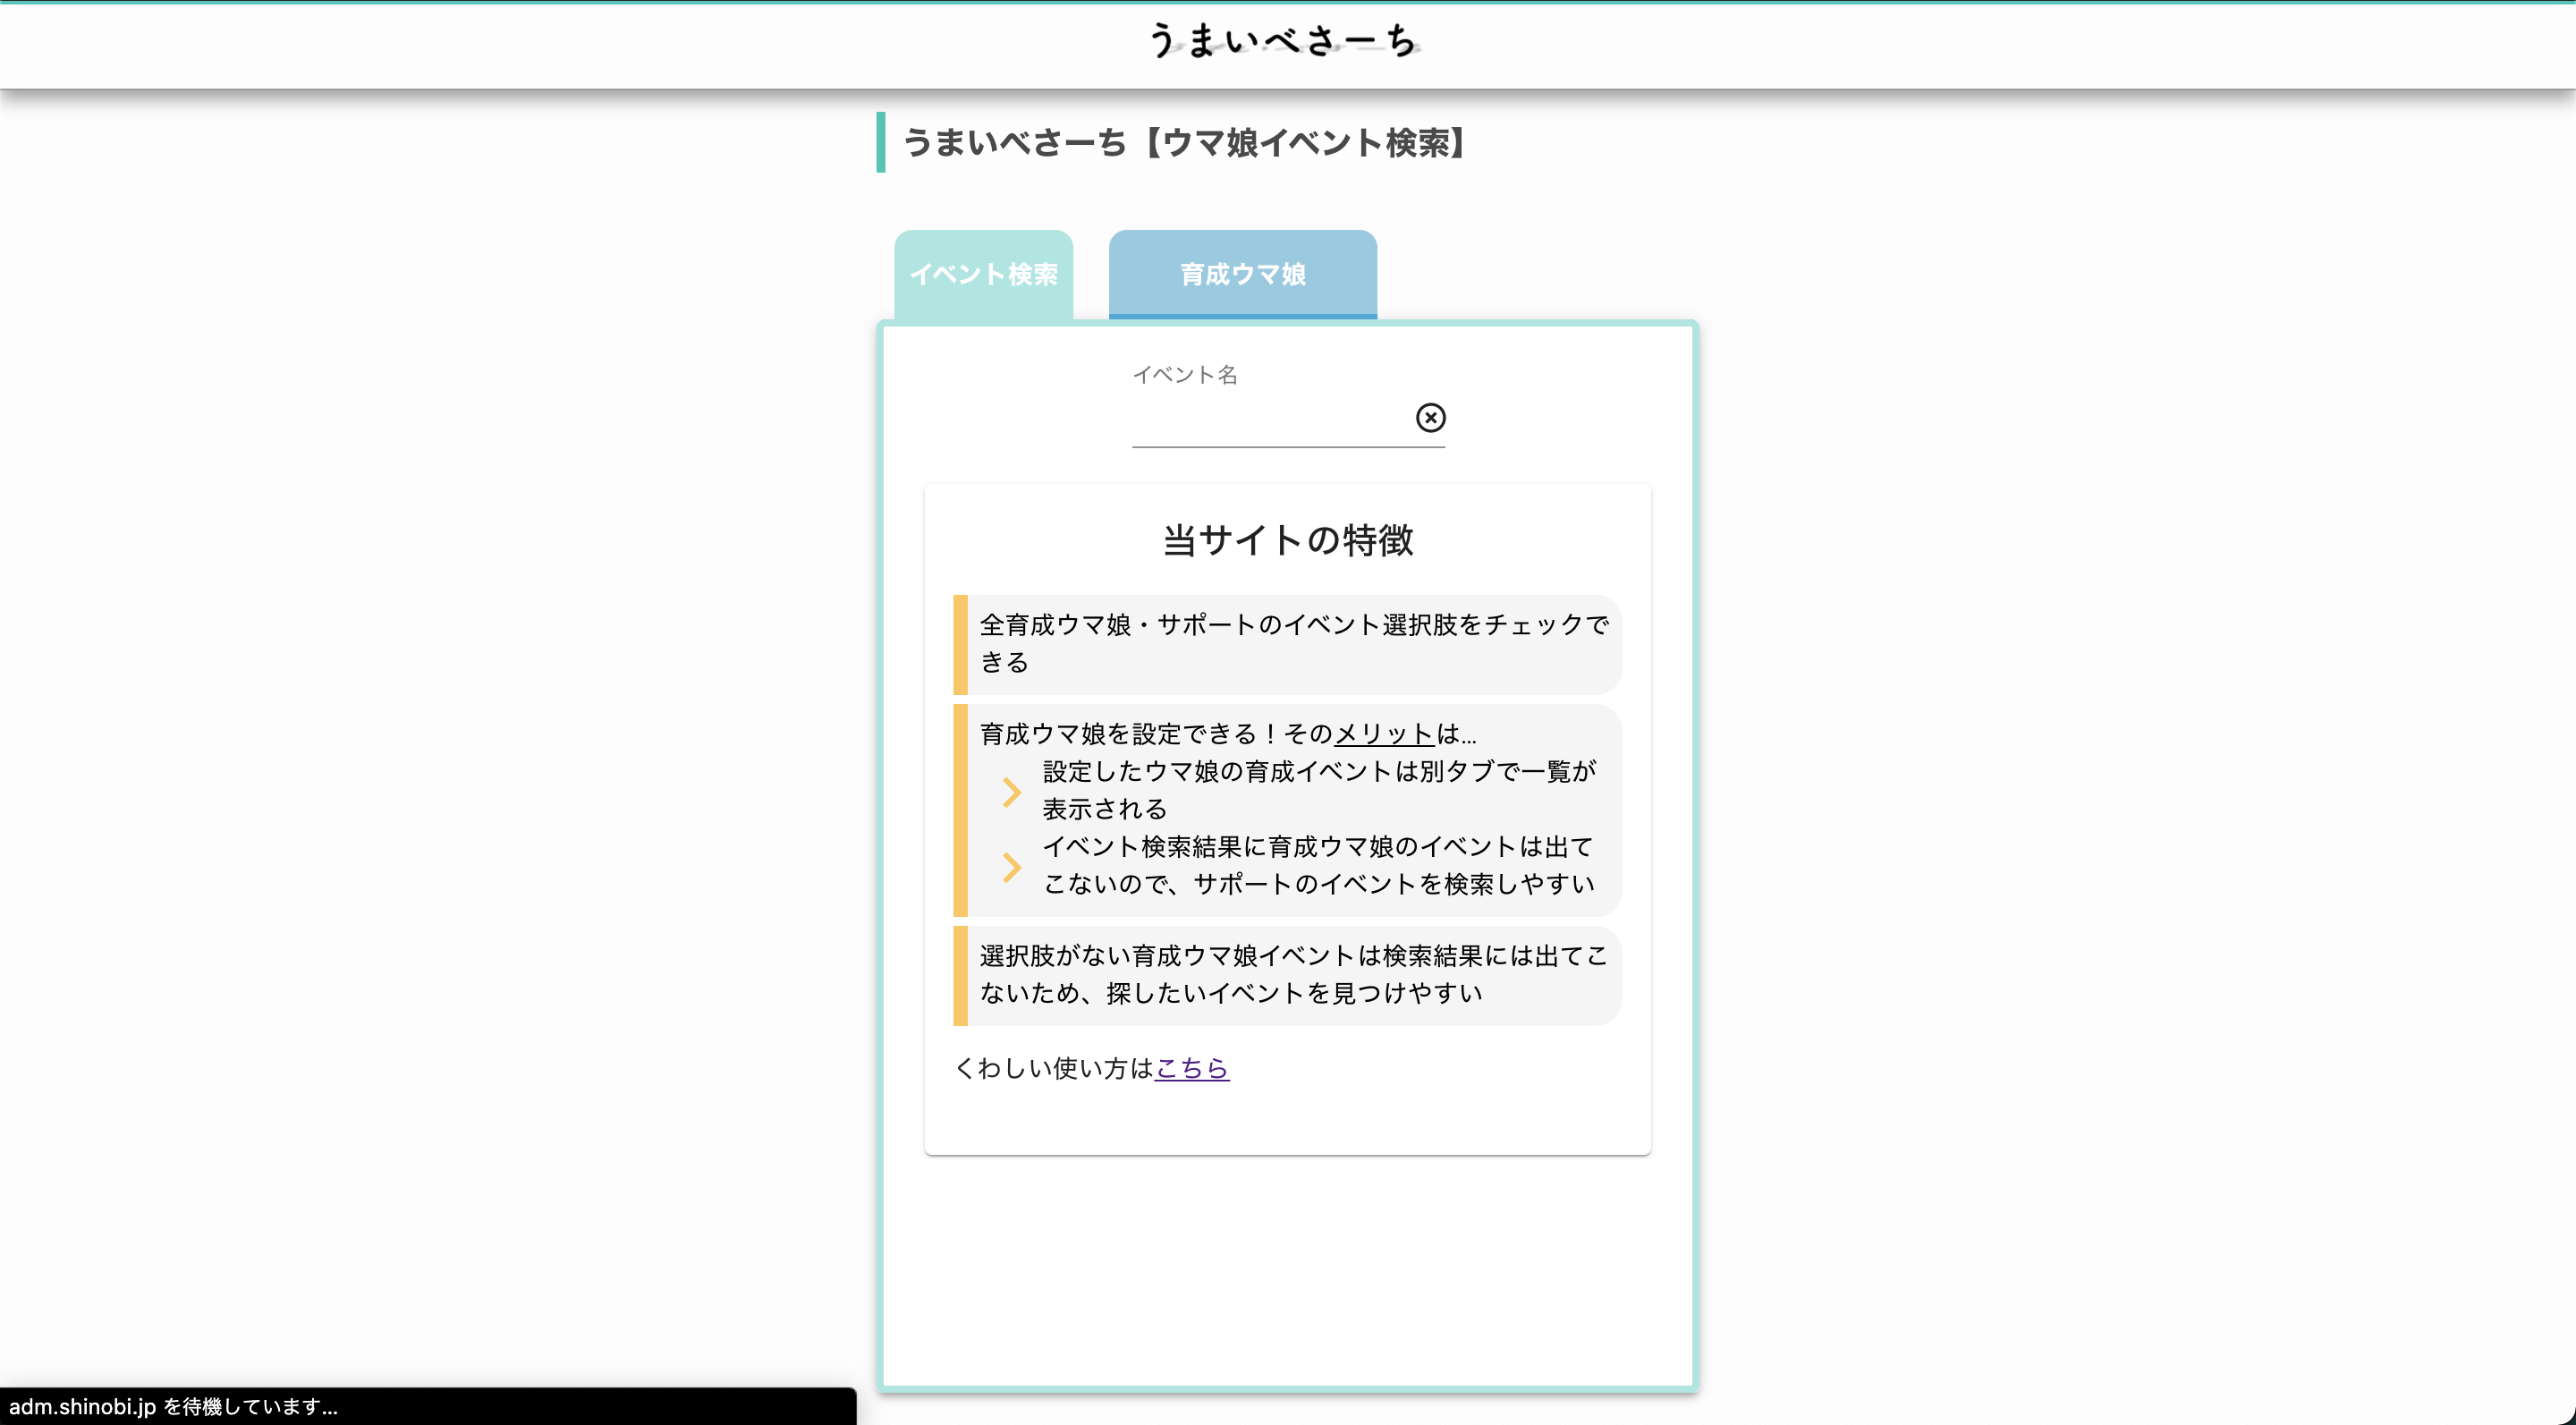 うまいべさーち
うまいべさーち【ウマ娘イベント検索】
イベント検索
育成ウマ娘
イベント名
当サイトの特徴
全育成ウマ娘・サポートのイベント選択肢をチェックで
きる
育成ウマ娘を設定できる！そのメリットは...
設定したウマ娘の育成イベントは別タブで一覧が
表示される
イベント検索結果に育成ウマ娘のイベントは出て
こないので、サポートのイベントを検索しやすい
選択肢がない育成ウマ娘イベントは検索結果には出てこ
ないため、探したいイベントを見つけやすい
くわしい使い方はこちら
adm.shinobi.jp を待機しています...